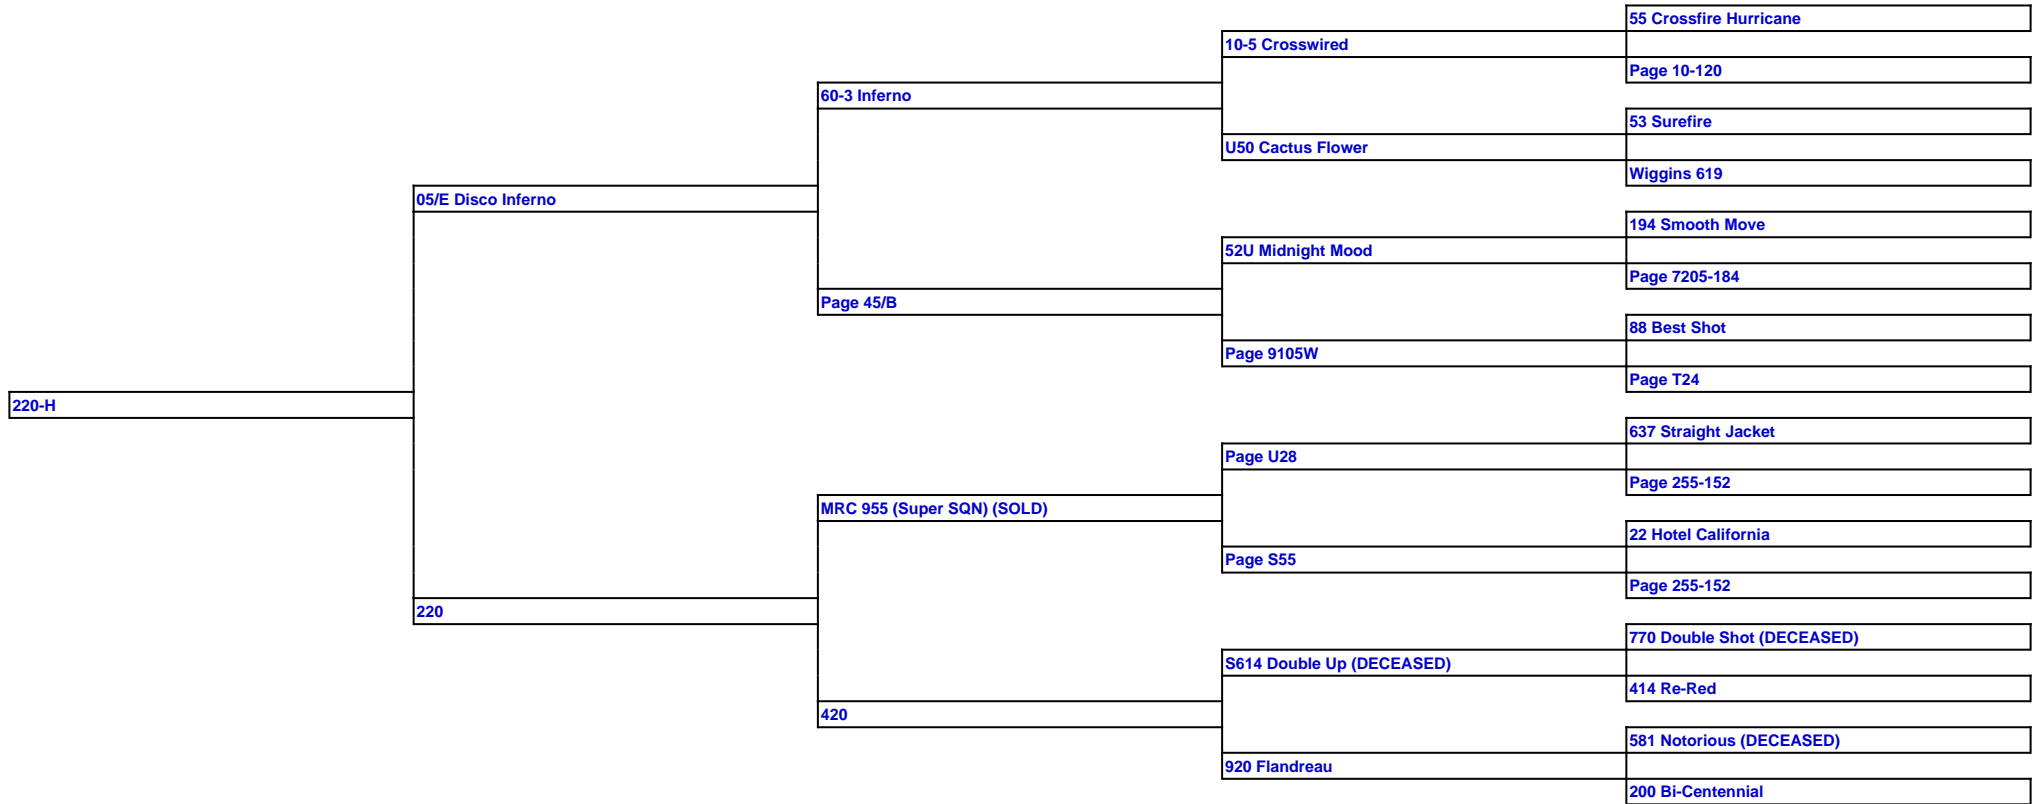 55 Crossfire Hurricane
10-5 Crosswired
Page 10-120
60-3 Inferno
53 Surefire
U50 Cactus Flower
Wiggins 619
05/E Disco Inferno
194 Smooth Move
52U Midnight Mood
Page 7205-184
Page 45/B
88 Best Shot
Page 9105W
Page T24
220-H
637 Straight Jacket
Page U28
Page 255-152
MRC 955 (Super SQN) (SOLD)
22 Hotel California
Page S55
Page 255-152
220
770 Double Shot (DECEASED)
S614 Double Up (DECEASED)
414 Re-Red
420
581 Notorious (DECEASED)
920 Flandreau
200 Bi-Centennial